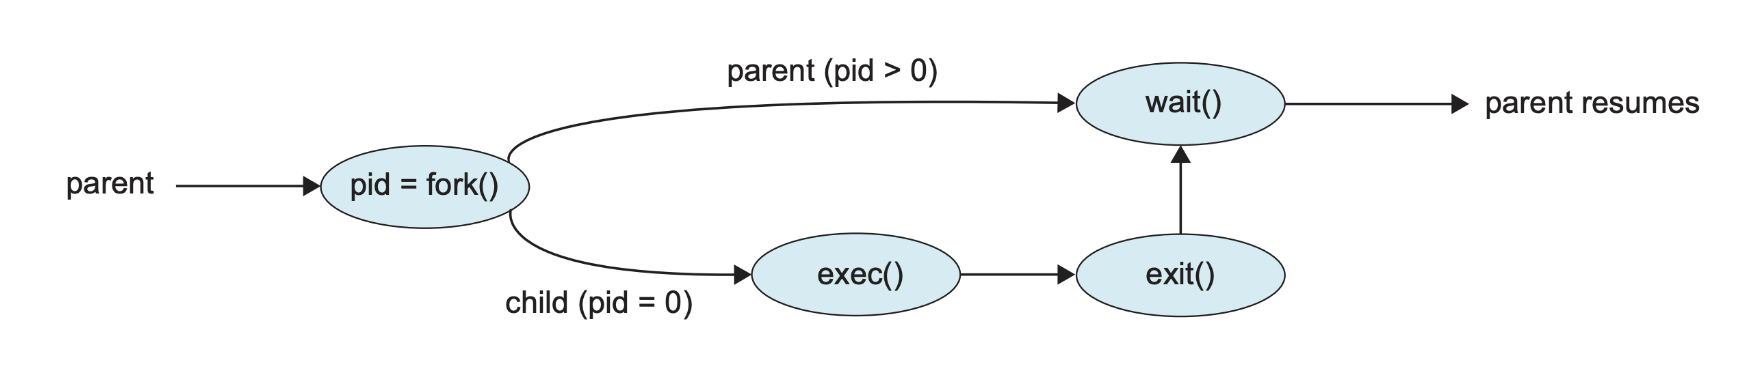 parent (pid > 0)
wait()
parent resumes
parent
pid = fork()
exec()
exit()
child (pid = 0)